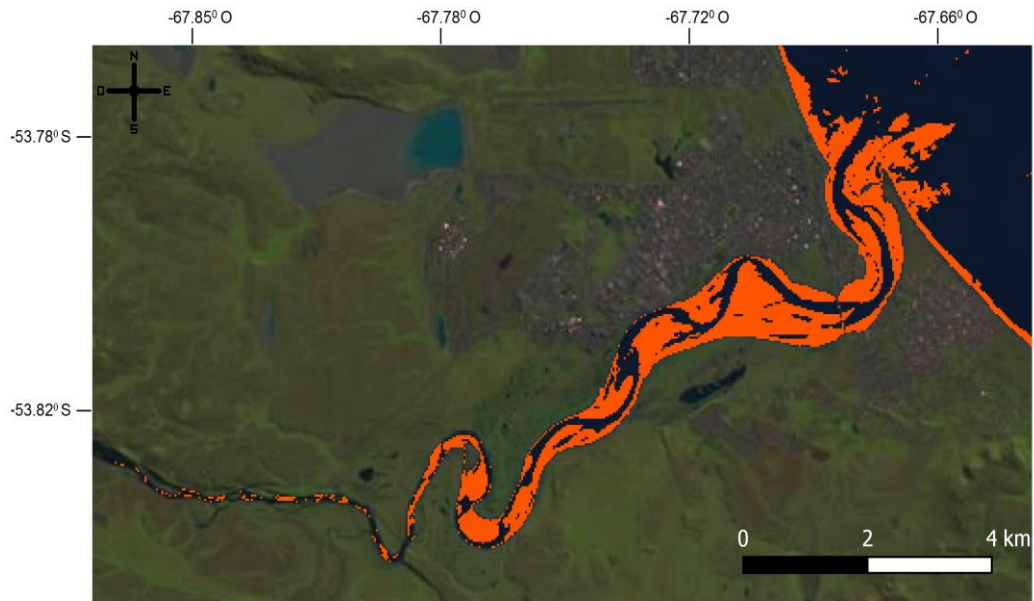 -67.85⁰ O
-67.78⁰ O
-67.72⁰ O
-67.66⁰ O
N
O
E
S
-53.78⁰ S
-53.82⁰ S
0
2
4 km